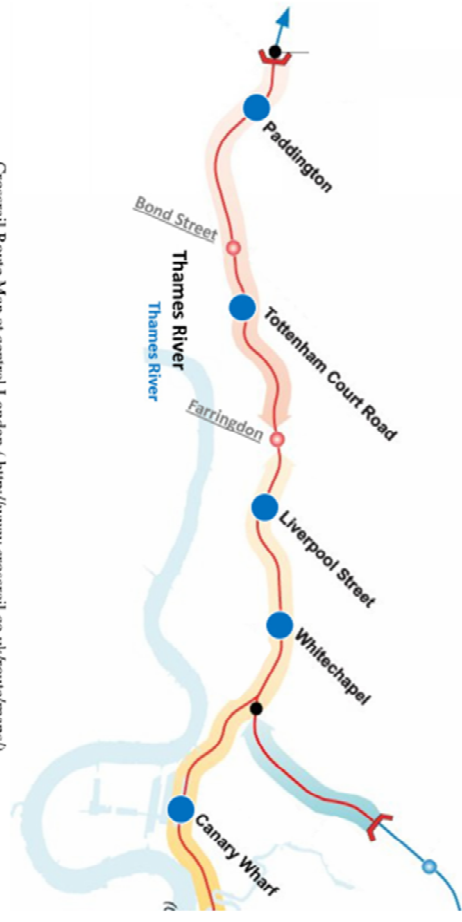 Paddington
Bond Street
Thames River
Thames River
Tottenham Court Road
Farringdon
Liverpool Street
Whitechapel
Canary Wharf